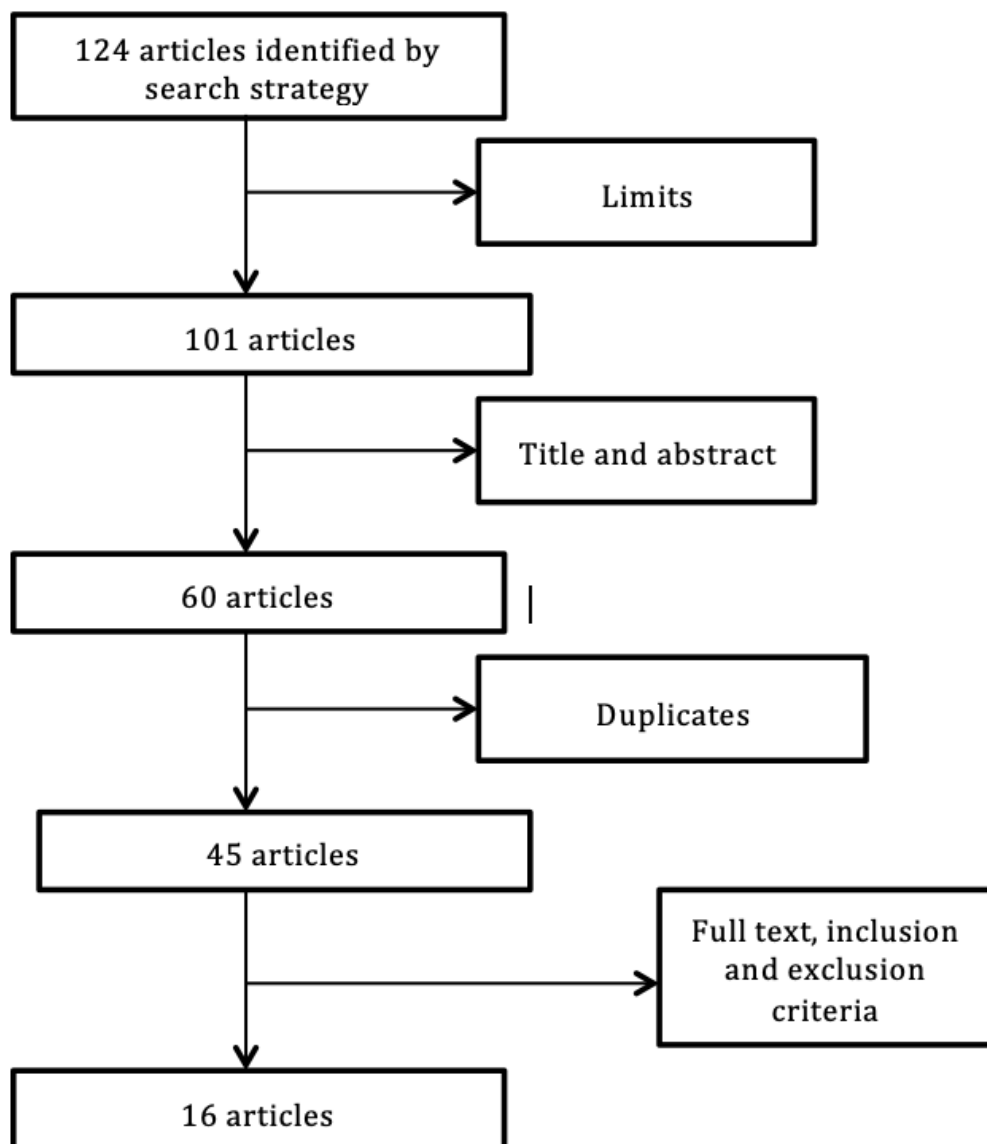 124 articles identified by
search strategy
Limits
101 articles
Title and abstract
60 articles
Duplicates
45 articles
Full text, inclusion
and exclusion
criteria
16 articles